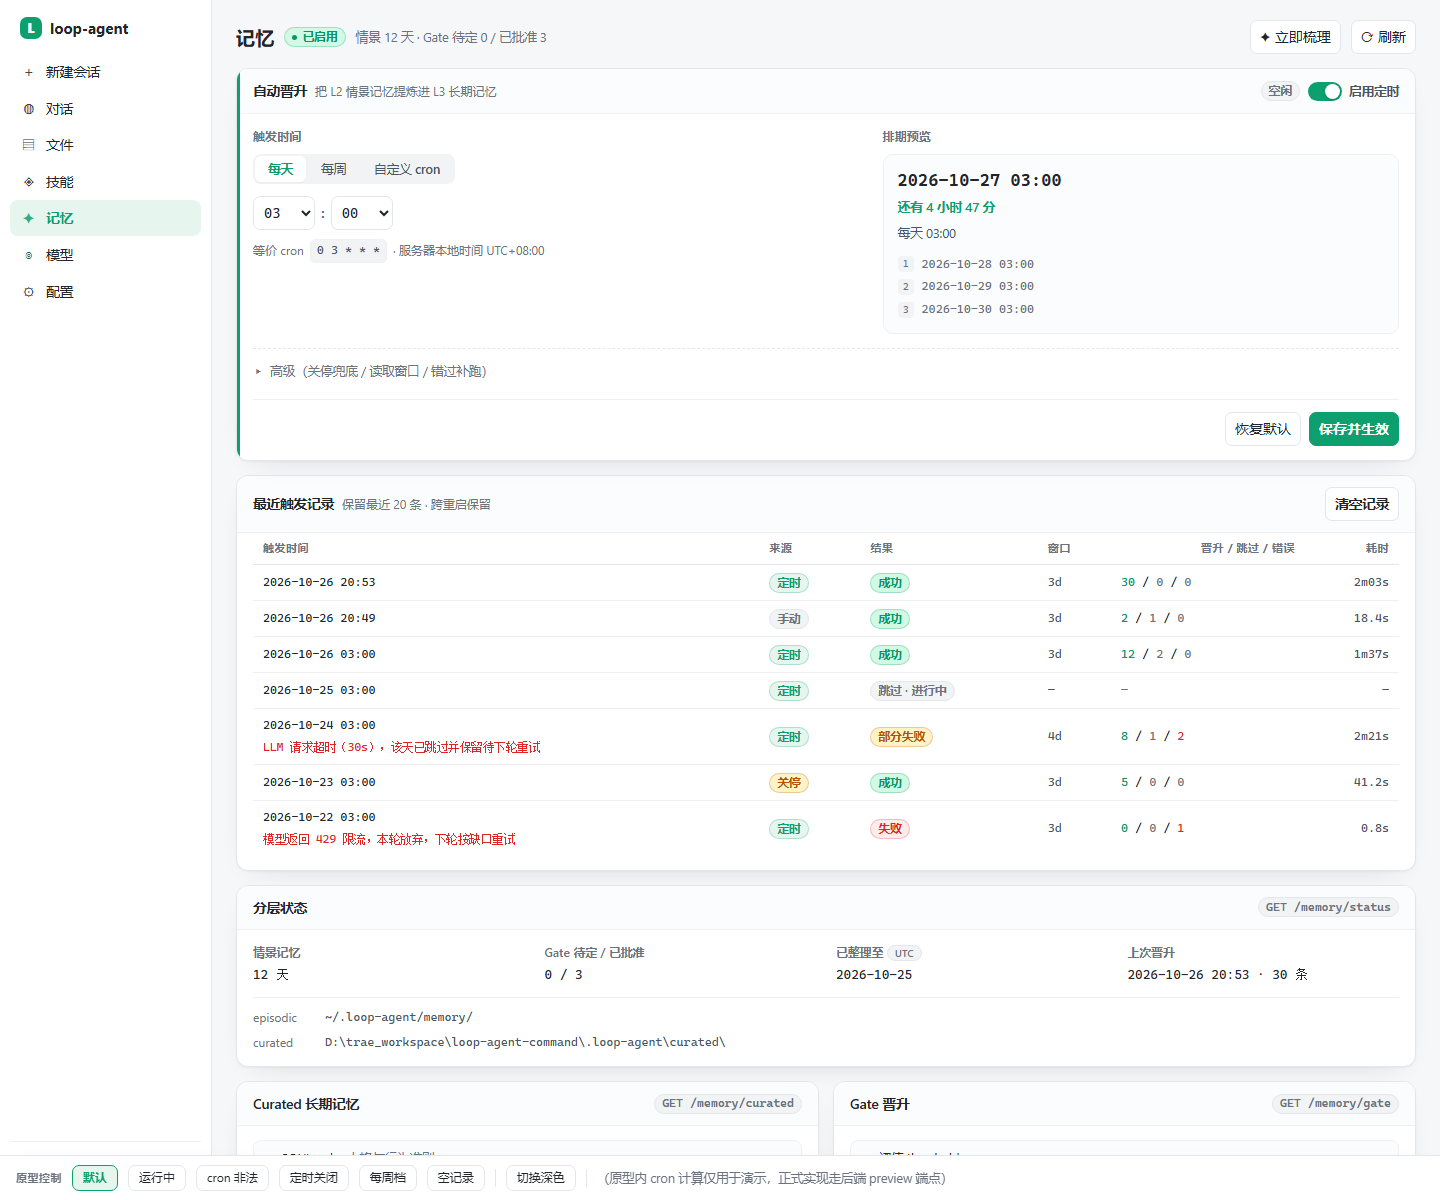 L loop-agent
新建会话
对话
文件
技能
记忆
模型
配置
记忆 已启用 情景 12 天 · Gate 待定 0 / 已批准 3
立即梳理 刷新
自动晋升 把 L2 情景记忆提炼进 L3 长期记忆
空闲 启用定时
触发时间
每天 每周 自定义 cron
03 : 00
等价 cron 0 3 * * * · 服务器本地时间 UTC+08:00
排期预览
2026-10-27 03:00
还有 4 小时 47 分
每天 03:00
1 2026-10-28 03:00
2 2026-10-29 03:00
3 2026-10-30 03:00
高级（关停兜底 / 读取窗口 / 错过补跑）
恢复默认 保存并生效
最近触发记录 保留最近 20 条 · 跨重启保留
清空记录
触发时间 来源 结果 窗口 晋升 / 跳过 / 错误 耗时
2026-10-26 20:53 定时 成功 3d 30 / 0 / 0 2m03s
2026-10-26 20:49 手动 成功 3d 2 / 1 / 0 18.4s
2026-10-26 03:00 定时 成功 3d 12 / 2 / 0 1m37s
2026-10-25 03:00 定时 跳过 · 进行中 — — —
2026-10-24 03:00 定时 部分失败 4d 8 / 1 / 2 2m21s
LLM 请求超时（30s），该天已跳过并保留待下轮重试
2026-10-23 03:00 关停 成功 3d 5 / 0 / 0 41.2s
2026-10-22 03:00 定时 失败 3d 0 / 0 / 1 0.8s
模型返回 429 限流，本轮放弃，下轮按缺口重试
分层状态
GET /memory/status
情景记忆
12 天
Gate 待定 / 已批准
0 / 3
已整理至 UTC
2026-10-25
上次晋升
2026-10-26 20:53 · 30 条
episodic ~/.loop-agent/memory/
curated D:\trae_workspace\loop-agent-command\.loop-agent\curated\
Curated 长期记忆 GET /memory/curated
Gate 晋升 GET /memory/gate
原型控制 默认 运行中 cron 非法 定时关闭 每周档 空记录 切换深色 (原型内 cron 计算仅用于演示，正式实现走后端 preview 端点)